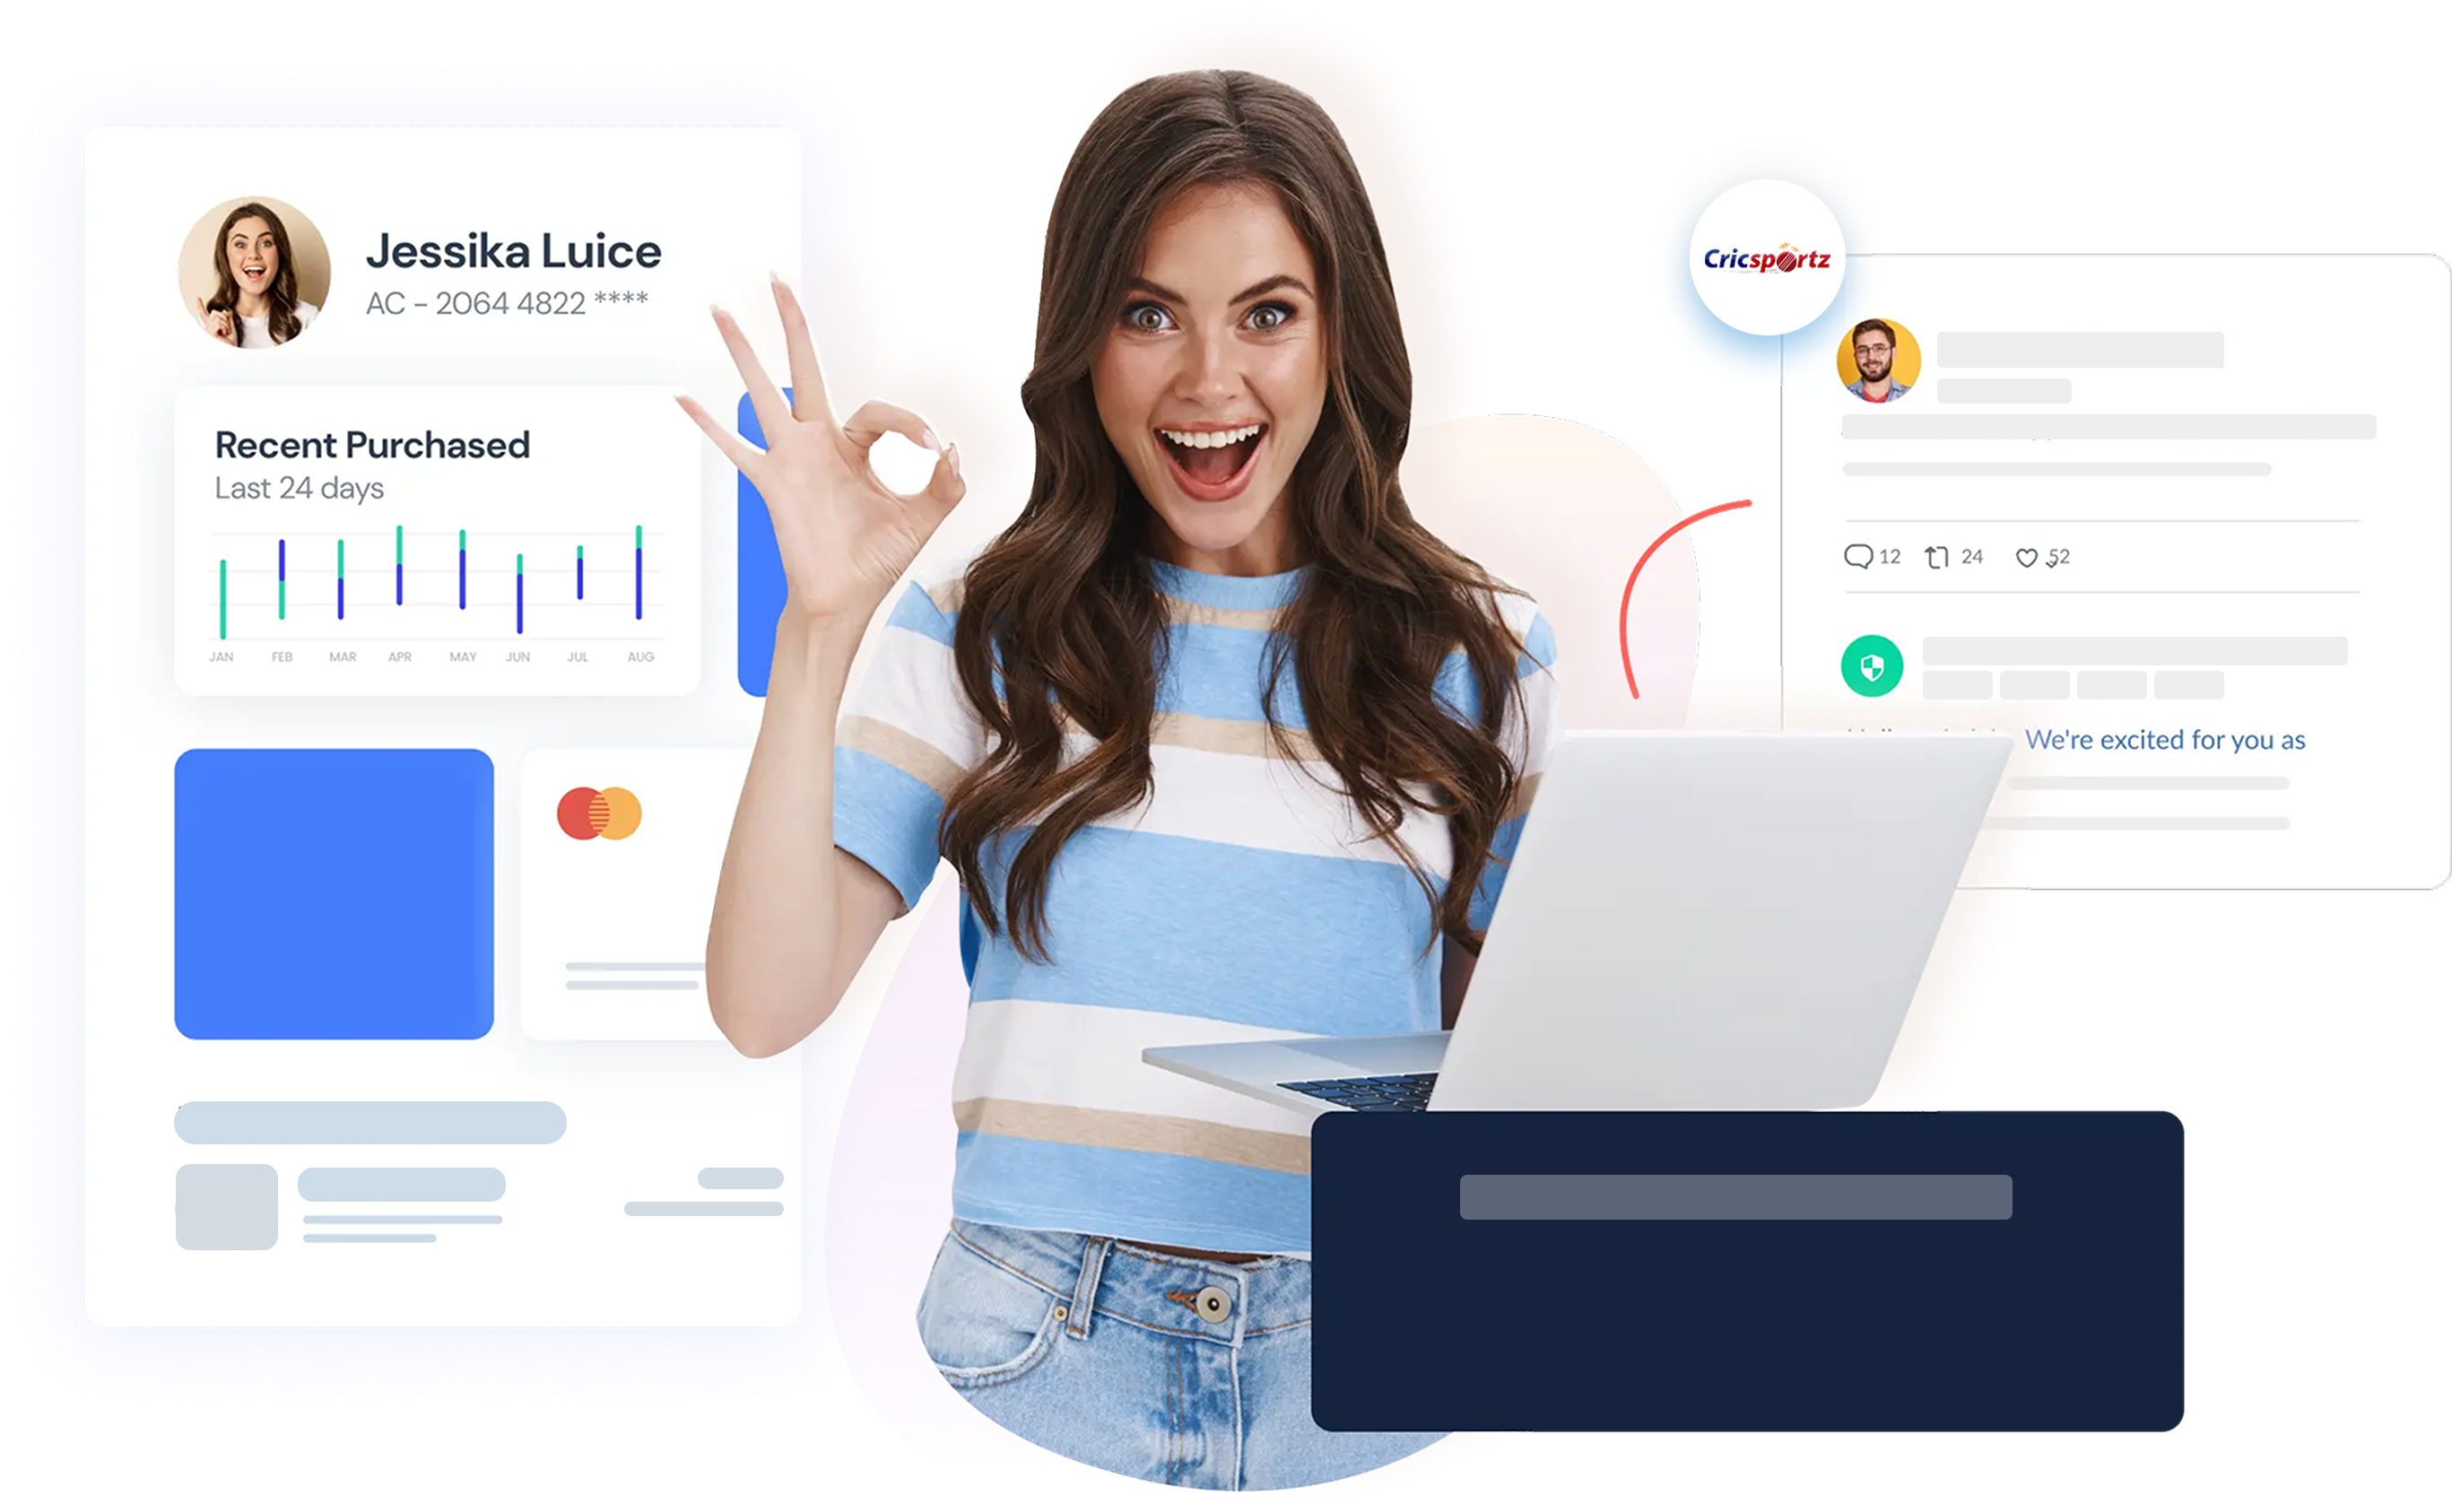 Jessika Luice
AC – 2064 4822 ****
Recent Purchased
Last 24 days
JAN FEB MAR APR MAY JUN JUL AUG
Cricsportz
12 24 52
We're excited for you as